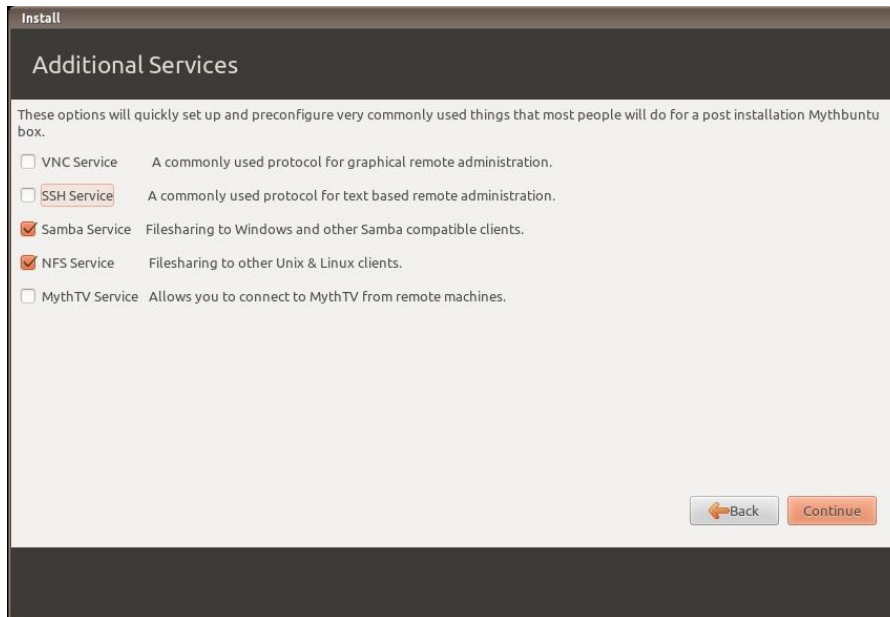 Install
Additional Services
These options will quickly set up and preconfigure very commonly used things that most people will do for a post installation Mythbuntu
box.
VNC Service A commonly used protocol for graphical remote administration.
SSH Service A commonly used protocol for text based remote administration.
Samba Service Filesharing to Windows and other Samba compatible clients.
NFS Service Filesharing to other Unix & Linux clients.
MythTV Service Allows you to connect to MythTV from remote machines.
Back Continue